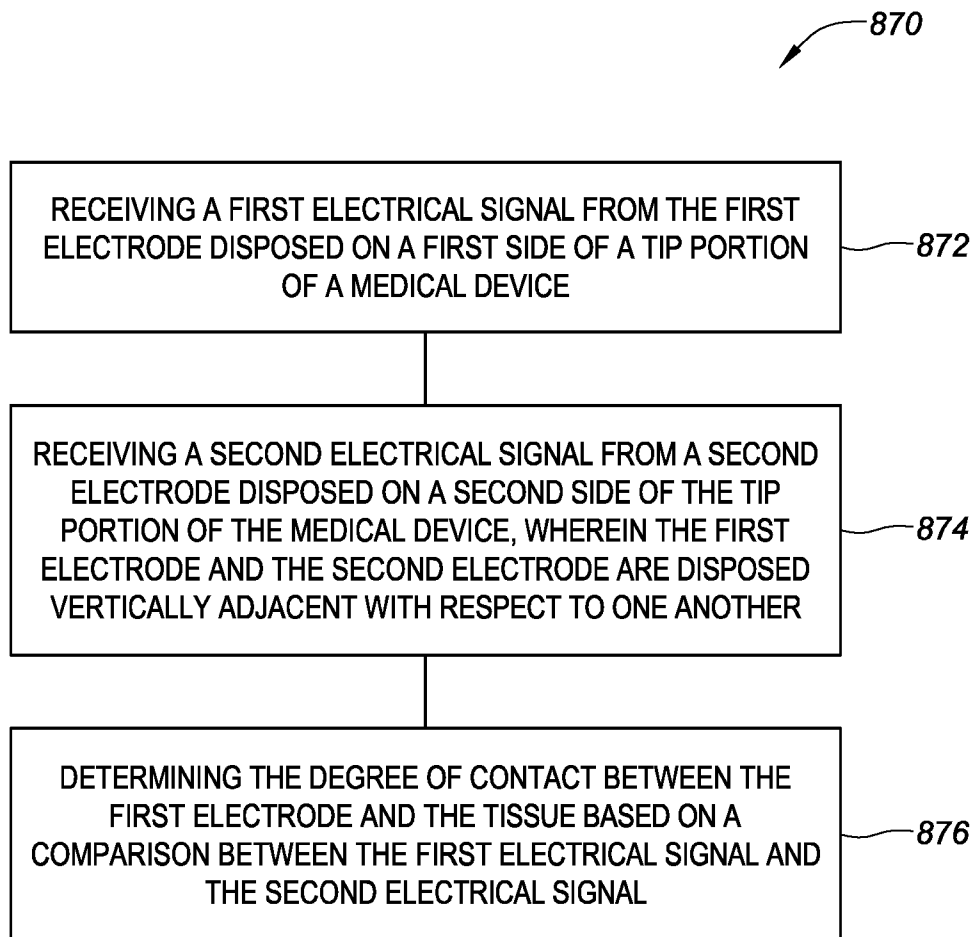 870
RECEIVING A FIRST ELECTRICAL SIGNAL FROM THE FIRST
ELECTRODE DISPOSED ON A FIRST SIDE OF A TIP PORTION
OF A MEDICAL DEVICE
872
RECEIVING A SECOND ELECTRICAL SIGNAL FROM A SECOND
ELECTRODE DISPOSED ON A SECOND SIDE OF THE TIP
PORTION OF THE MEDICAL DEVICE, WHEREIN THE FIRST
ELECTRODE AND THE SECOND ELECTRODE ARE DISPOSED
VERTICALLY ADJACENT WITH RESPECT TO ONE ANOTHER
874
DETERMINING THE DEGREE OF CONTACT BETWEEN THE
FIRST ELECTRODE AND THE TISSUE BASED ON A
COMPARISON BETWEEN THE FIRST ELECTRICAL SIGNAL AND
THE SECOND ELECTRICAL SIGNAL
876